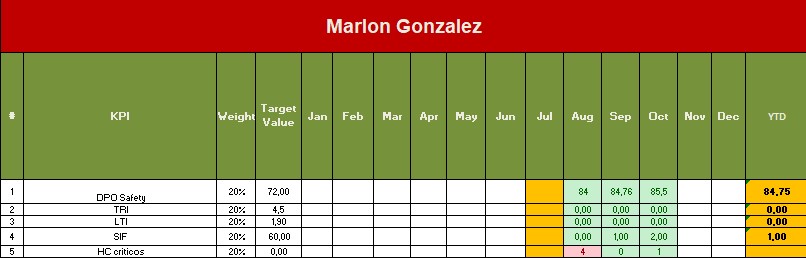 Marlon Gonzalez
# KPI Weight Target Value Jan Feb Mar Apr May Jun Jul Aug Sep Oct Nov Dec YTD
1 DPO Safety 20% 72,00 84 84,76 85,5 84,75
2 TRI 20% 4,5 0,00 0,00 0,00 0,00
3 LTI 20% 1,90 0,00 0,00 0,00 0,00
4 SIF 20% 60,00 0,00 1,00 2,00 1,00
5 HC criticos 20% 0,00 4 0 1